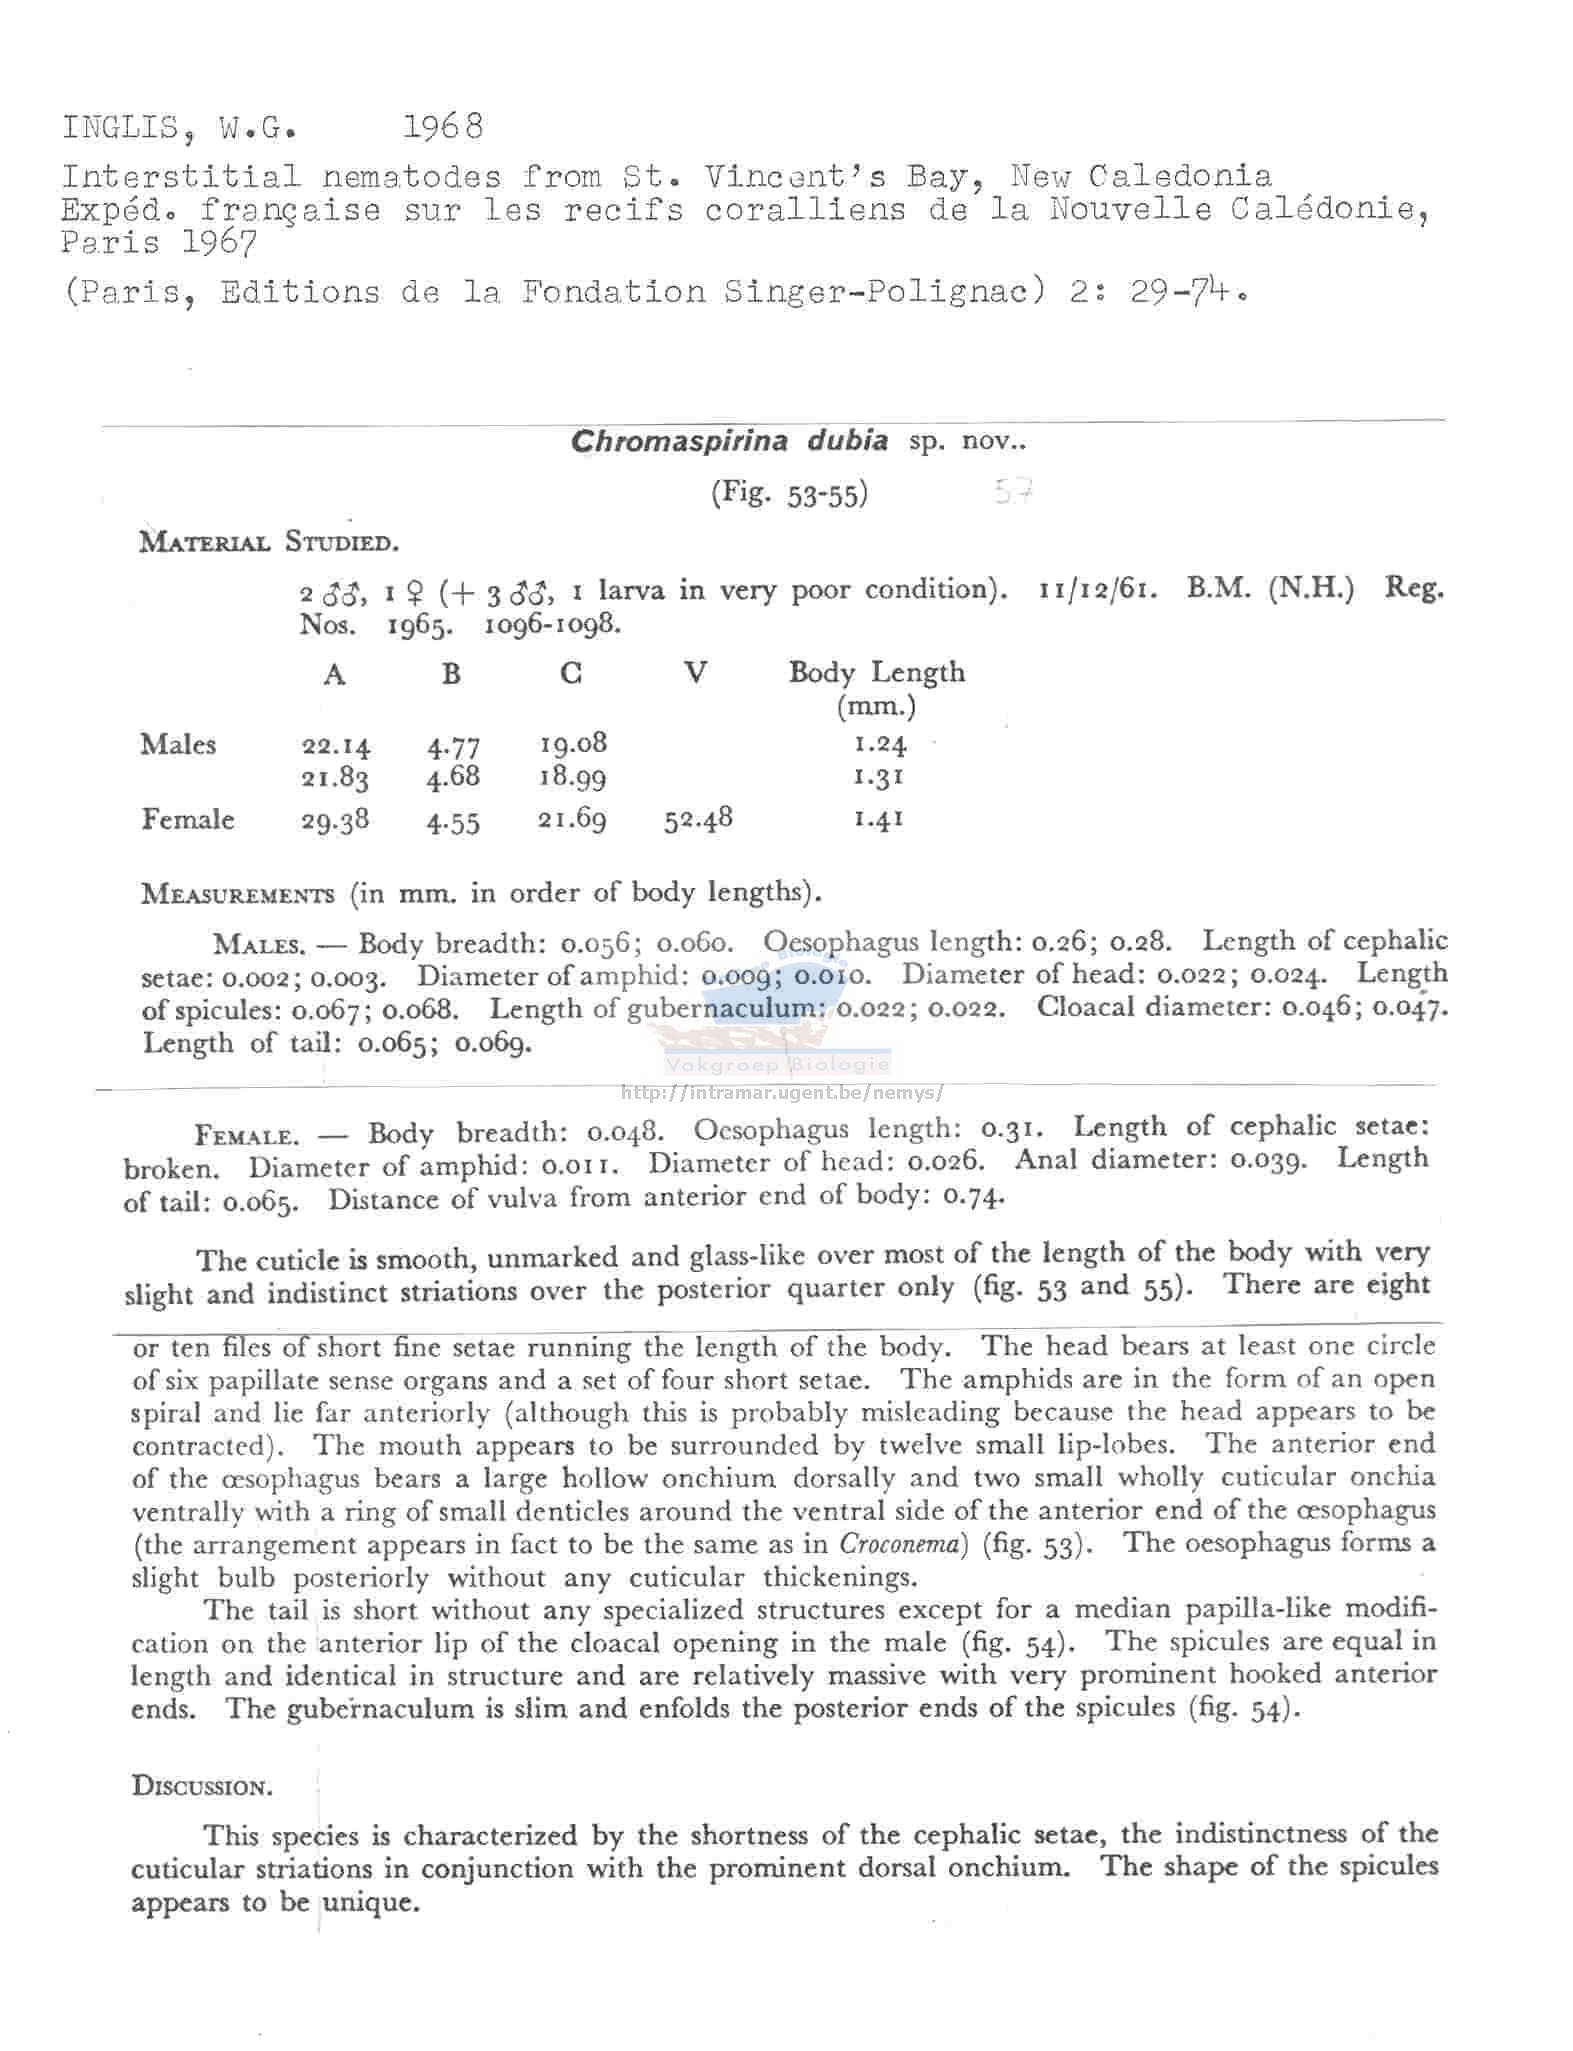 INGLIS, W.G. 1968
Interstitial nematodes from St. Vincent's Bay, New Caledonia
Expéd. française sur les recifs coralliens de la Nouvelle Calédonie,
Paris 1967
(Paris, Editions de la Fondation Singer-Polignac) 2: 29-74.
Chromaspirina dubia sp. nov..
(Fig. 53-55) 57
MATERIAL STUDIED.
2 ♂♂, 1 ♀ (+ 3 ♂♂, 1 larva in very poor condition). 11/12/61. B.M. (N.H.) Reg.
Nos. 1965. 1096-1098.
A B C V Body Length
(mm.)
Males 22.14 4.77 19.08 1.24
21.83 4.68 18.99 1.31
Female 29.38 4.55 21.69 52.48 1.41
MEASUREMENTS (in mm. in order of body lengths).
MALES. — Body breadth: 0.056; 0.060. Oesophagus length: 0.26; 0.28. Length of cephalic
setae: 0.002; 0.003. Diameter of amphid: 0.009; 0.010. Diameter of head: 0.022; 0.024. Length
of spicules: 0.067; 0.068. Length of gubernaculum: 0.022; 0.022. Cloacal diameter: 0.046; 0.047.
Length of tail: 0.065; 0.069.
Vakgroep Biologie
http://intramar.ugent.be/nemys/
FEMALE. — Body breadth: 0.048. Oesophagus length: 0.31. Length of cephalic setae:
broken. Diameter of amphid: 0.011. Diameter of head: 0.026. Anal diameter: 0.039. Length
of tail: 0.065. Distance of vulva from anterior end of body: 0.74.
The cuticle is smooth, unmarked and glass-like over most of the length of the body with very
slight and indistinct striations over the posterior quarter only (fig. 53 and 55). There are eight
or ten files of short fine setae running the length of the body. The head bears at least one circle
of six papillate sense organs and a set of four short setae. The amphids are in the form of an open
spiral and lie far anteriorly (although this is probably misleading because the head appears to be
contracted). The mouth appears to be surrounded by twelve small lip-lobes. The anterior end
of the œsophagus bears a large hollow onchium dorsally and two small wholly cuticular onchia
ventrally with a ring of small denticles around the ventral side of the anterior end of the œsophagus
(the arrangement appears in fact to be the same as in Croconema) (fig. 53). The oesophagus forms a
slight bulb posteriorly without any cuticular thickenings.
The tail is short without any specialized structures except for a median papilla-like modifi-
cation on the anterior lip of the cloacal opening in the male (fig. 54). The spicules are equal in
length and identical in structure and are relatively massive with very prominent hooked anterior
ends. The gubernaculum is slim and enfolds the posterior ends of the spicules (fig. 54).
DISCUSSION.
This species is characterized by the shortness of the cephalic setae, the indistinctness of the
cuticular striations in conjunction with the prominent dorsal onchium. The shape of the spicules
appears to be unique.